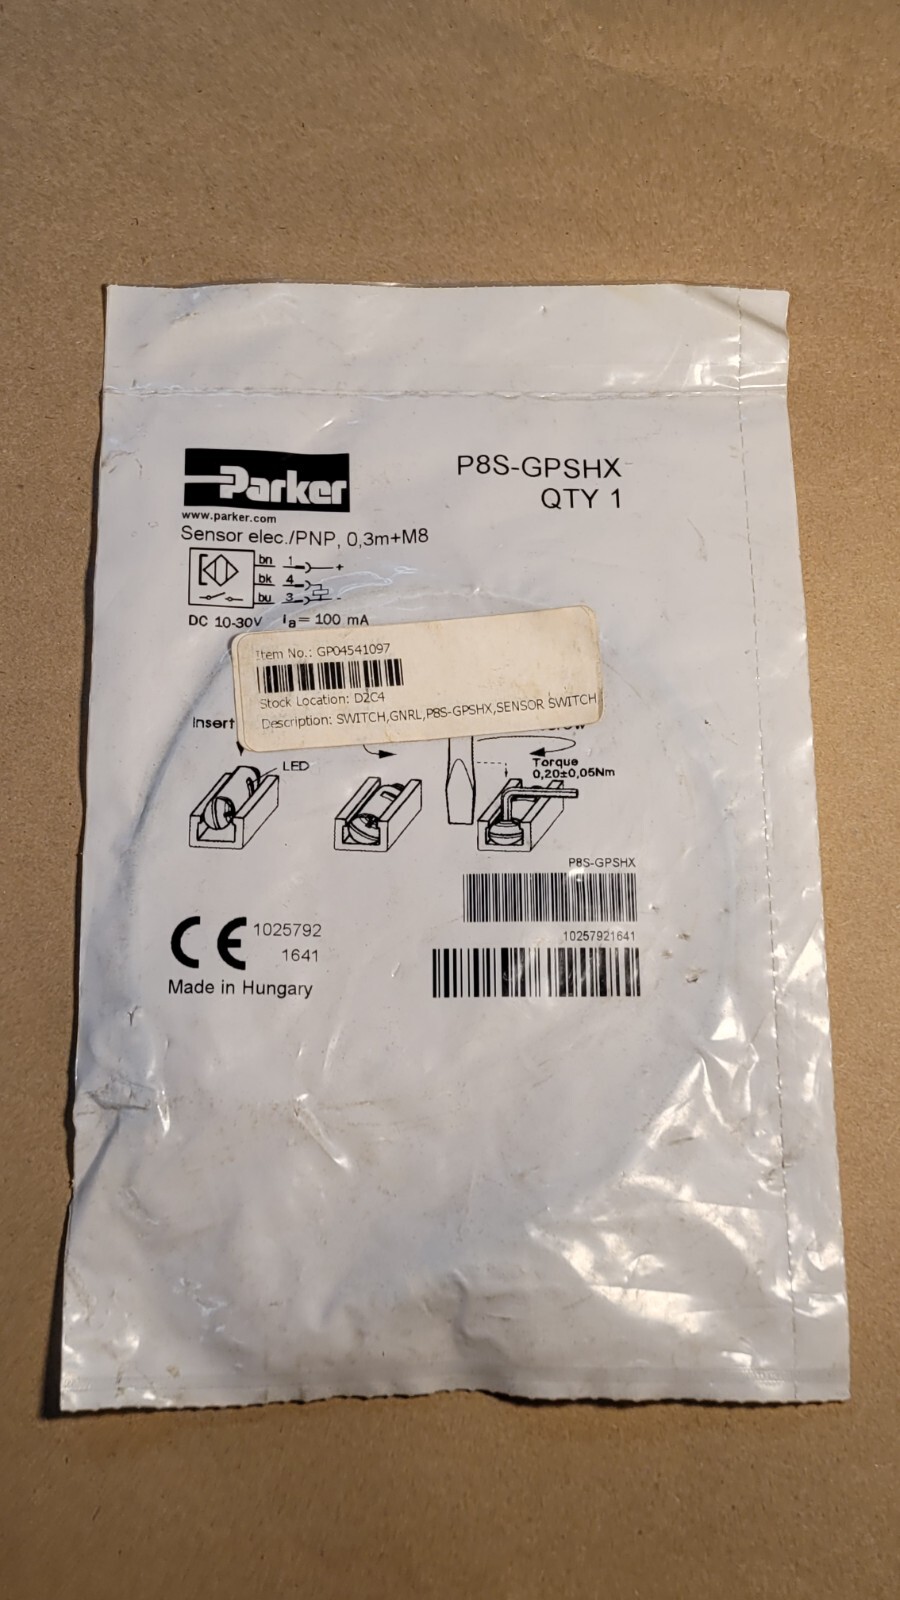 Parker
www.parker.com
P8S-GPSHX
QTY 1
Sensor elec./PNP, 0,3m+M8
bn 1 +
bk 4
bu 3 -
DC 10-30V Ia = 100 mA
Item No.: GP04541097
Stock Location: D2C4
Description: SWITCH,GNRL,P8S-GPSHX,SENSOR SWITCH
Insert
LED
Torque
0,20±0,05Nm
P8S-GPSHX
10257921641
CE 1025792
1641
Made in Hungary